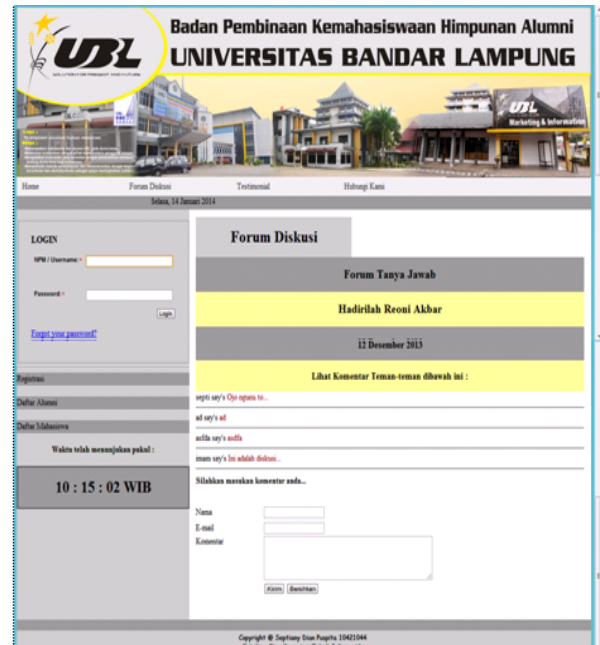 Badan Pembinaan Kemahasiswaan Himpunan Alumni
UNIVERSITAS BANDAR LAMPUNG
UBL
UBL
Marketing & Information
Home Forum Diskusi Testimonial Hubungi Kami
Selasa, 14 Januari 2014
LOGIN
NPM / Username:*
Password:*
Login
Forgot your password?
Registrasi
Daftar Alumni
Daftar Mahasiswa
Waktu telah menunjukan pukul :
10 : 15 : 02 WIB
Forum Diskusi
Forum Tanya Jawab
Hadirilah Reoni Akbar
12 Desember 2013
Lihat Komentar Teman-teman dibawah ini :
septi say's Ojo to...
ad say's ad
asdfa say's asdfa
imam say's Ini adalah diskusi...
Silahkan masukan komentar anda...
Nama
E-mail
Komentar
Kirim Bersihkan
Copyright @ Septiany Dian Puspita 10421044